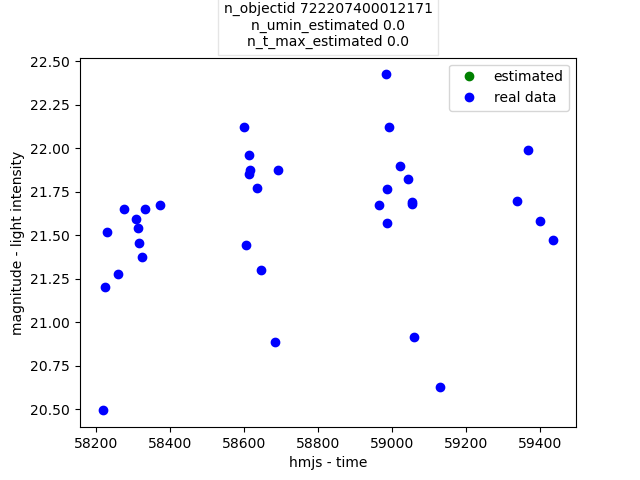 n_objectid 722207400012171
n_umin_estimated 0.0
n_t_max_estimated 0.0
estimated
real data
magnitude - light intensity
22.50
22.25
22.00
21.75
21.50
21.25
21.00
20.75
20.50
58200 58400 58600 58800 59000 59200 59400
hmjs - time